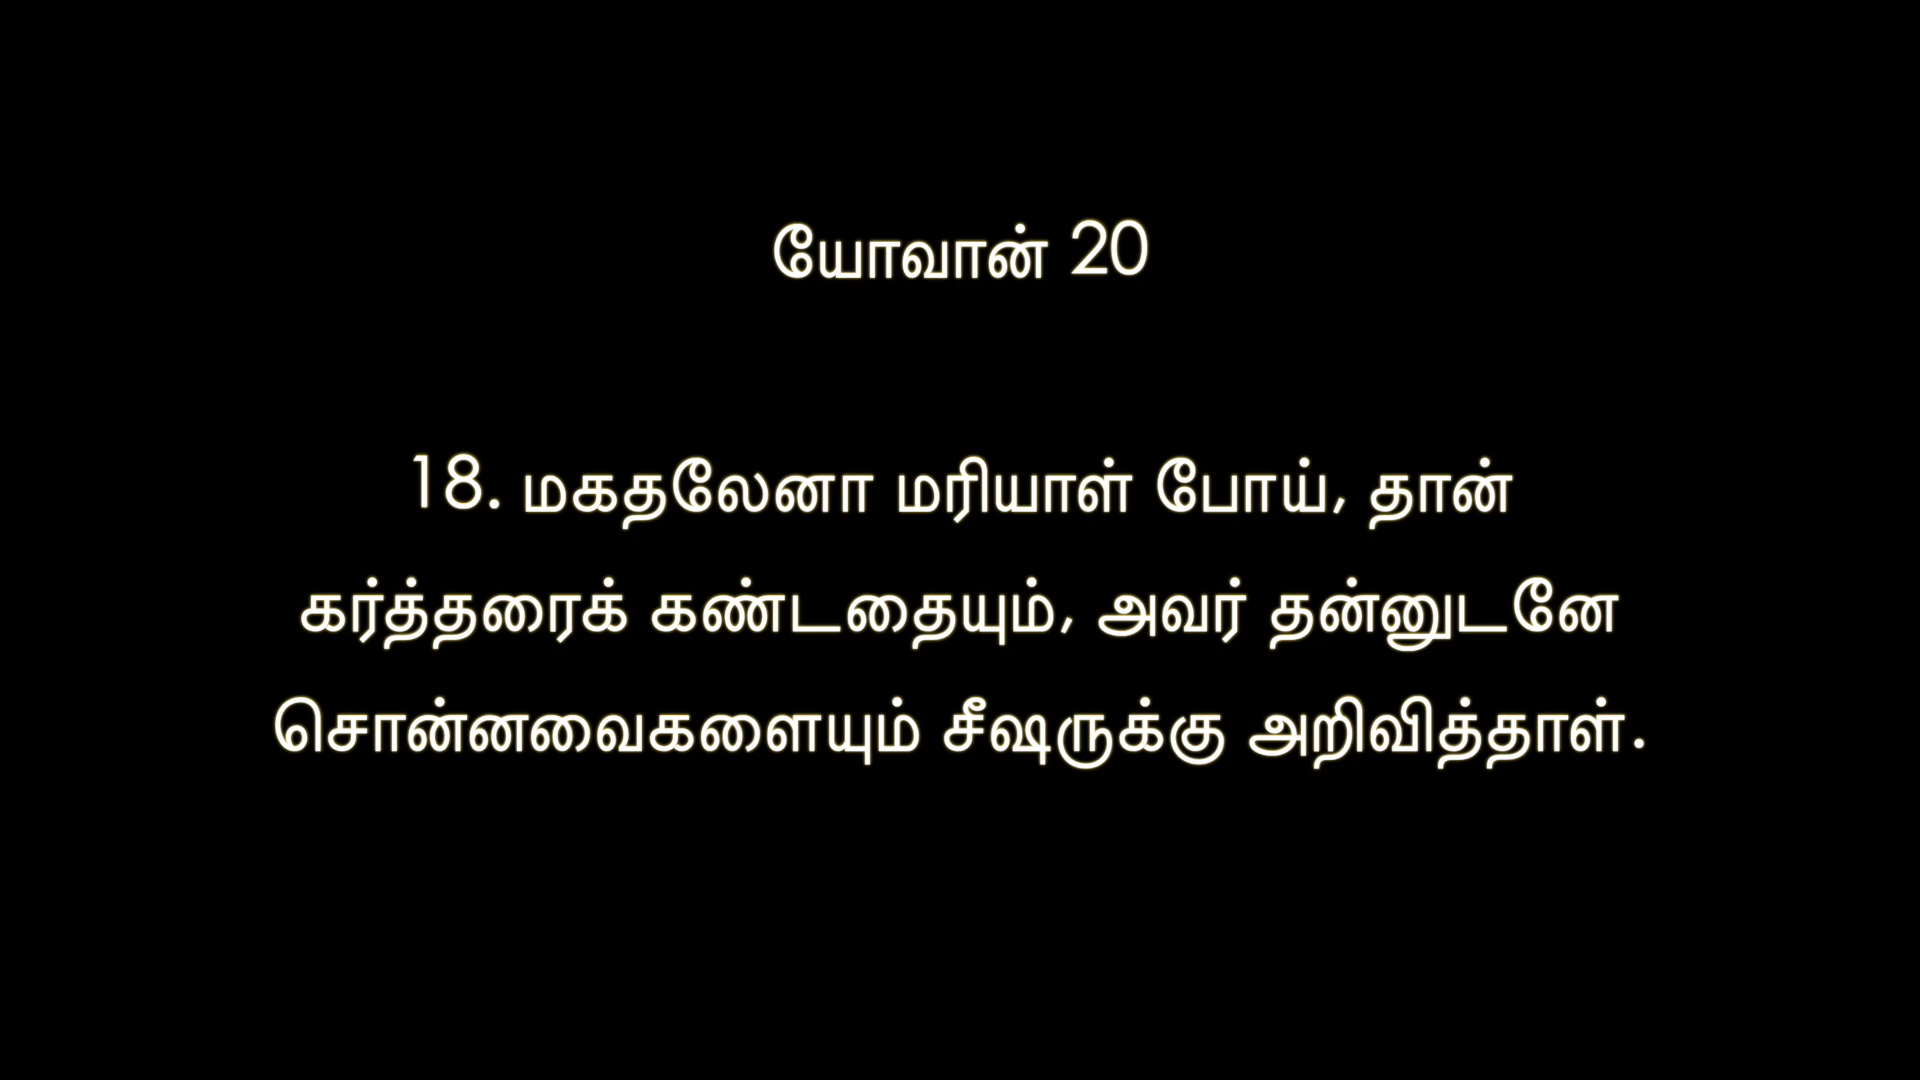 யோவான் 20
18. மகதலேனா மரியாள் போய், தான்
கர்த்தரைக் கண்டதையும், அவர் தன்னுடனே
சொன்னவைகளையும் சீஷருக்கு அறிவித்தாள்.